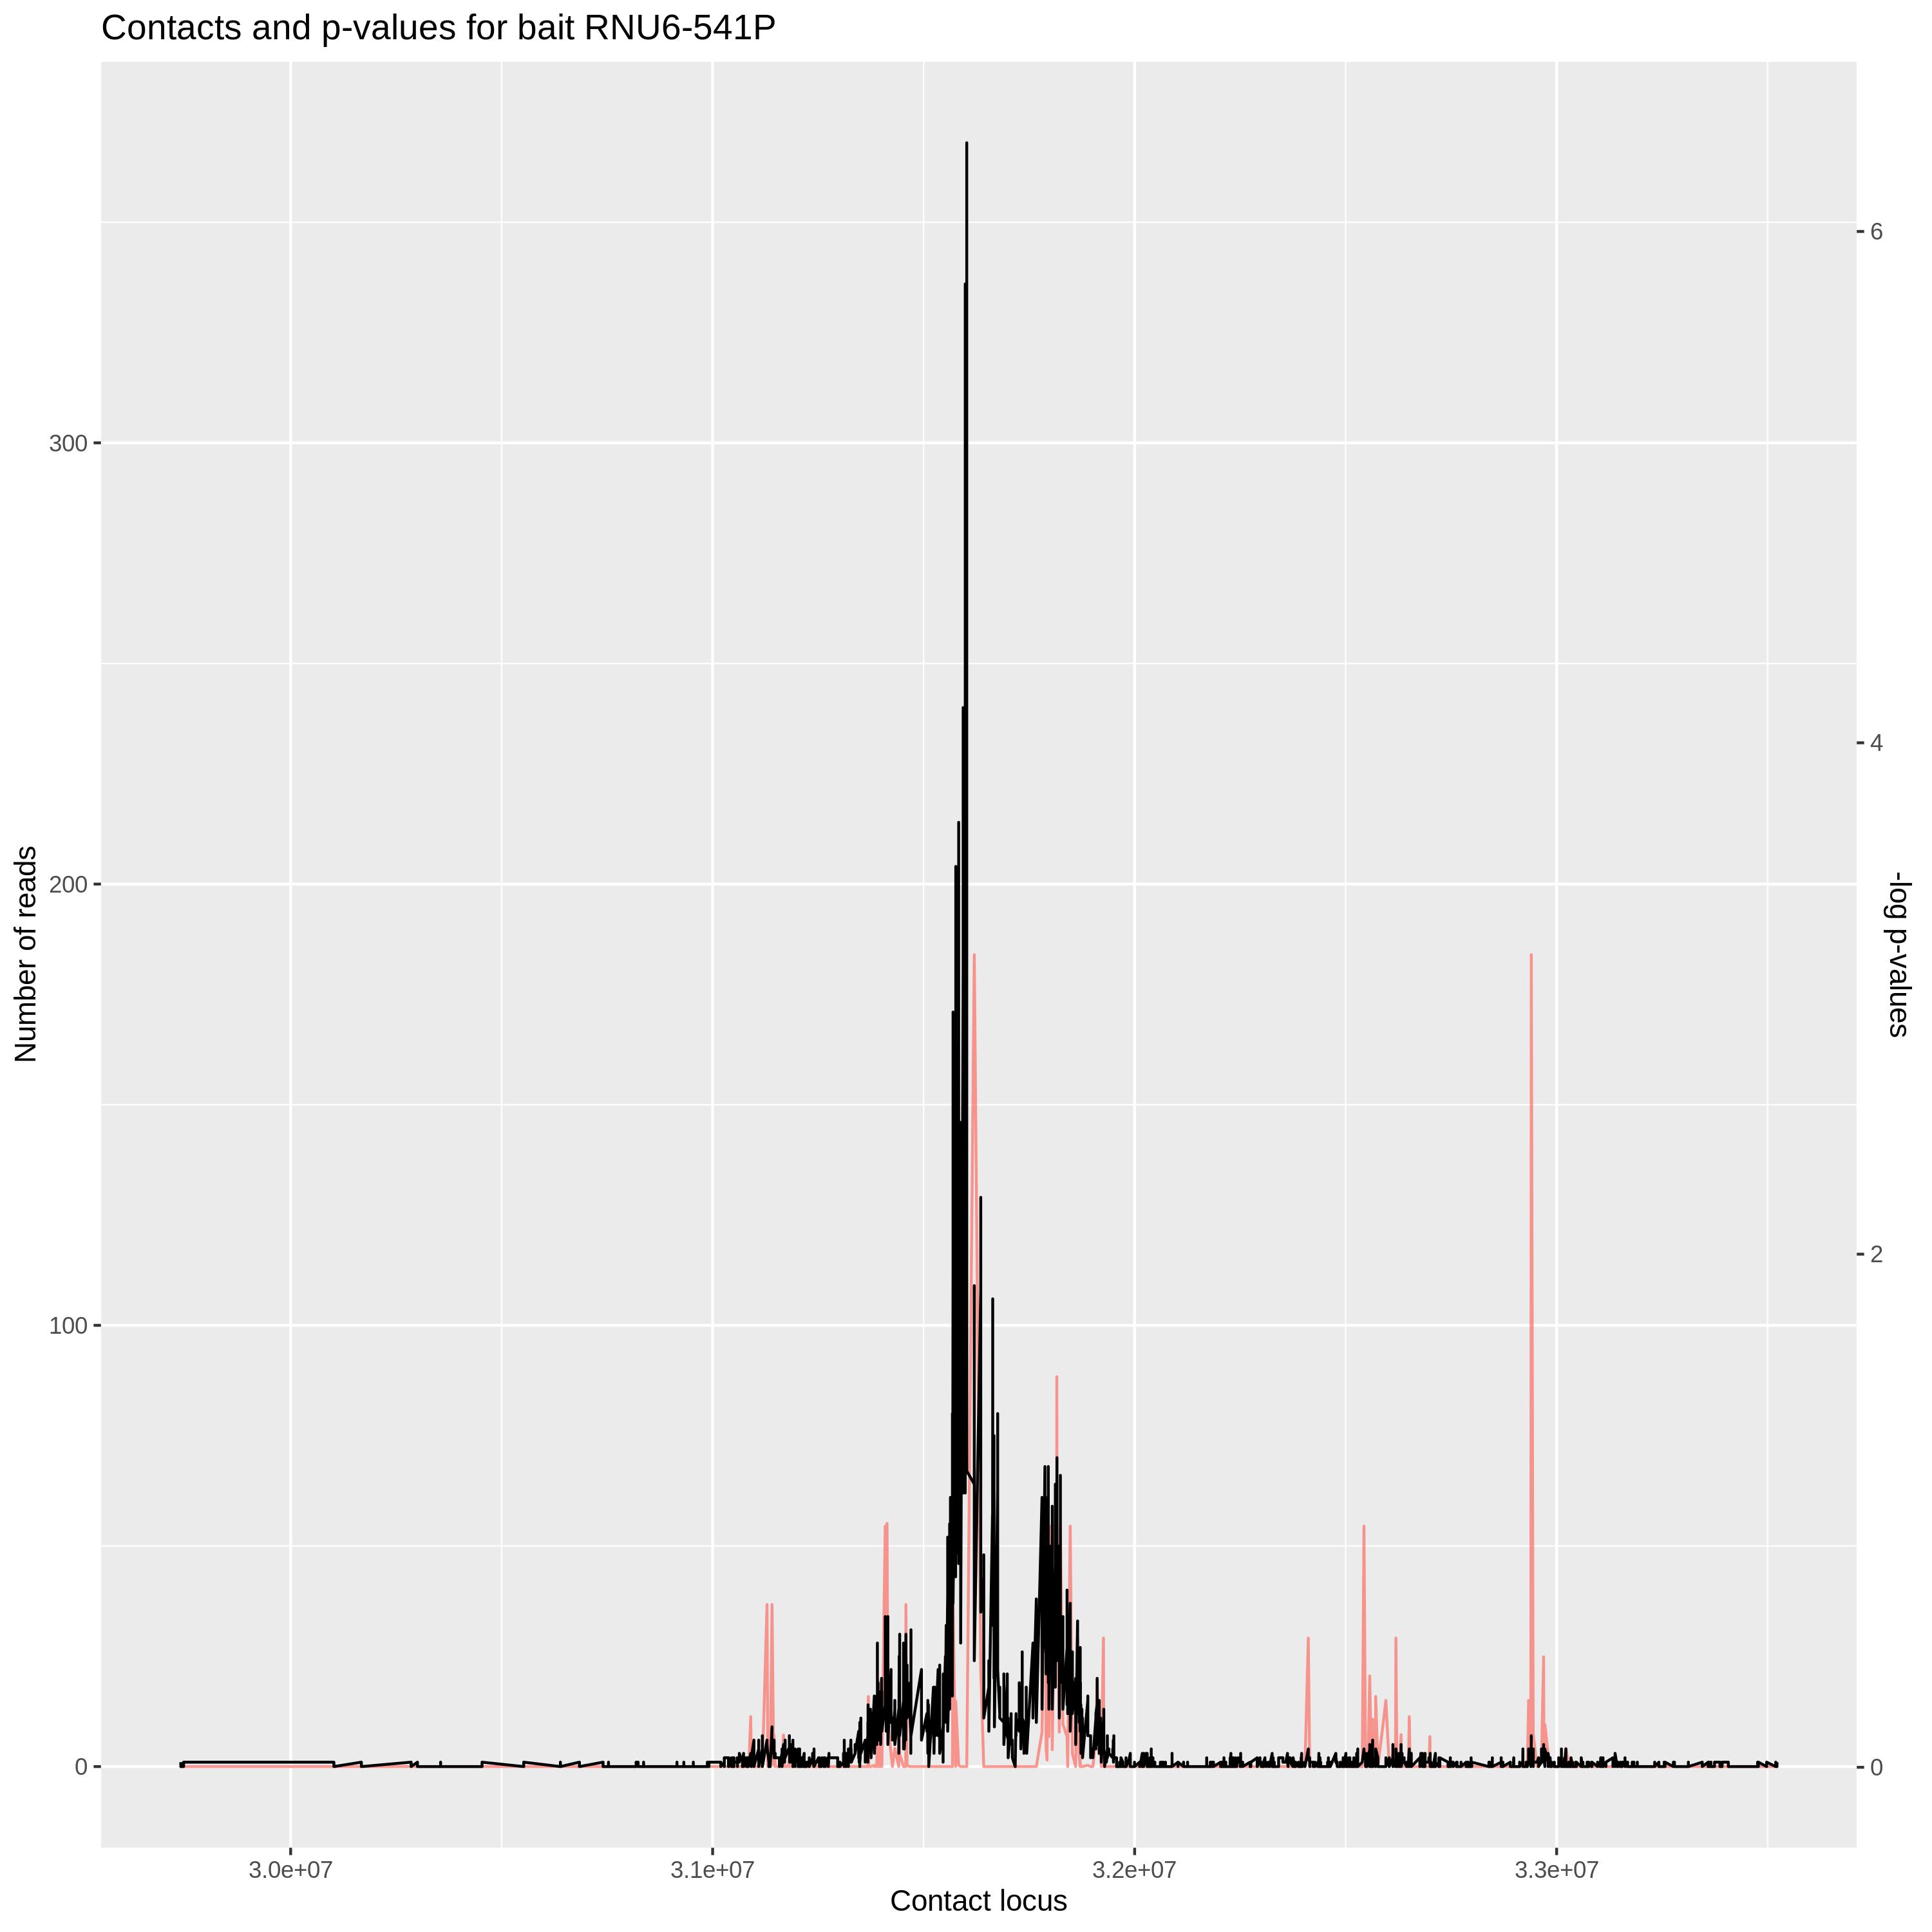 Contacts and p-values for bait RNU6-541P
Number of reads
300
200
100
0
6
4
2
0
-log p-values
3.0e+07
3.1e+07
3.2e+07
3.3e+07
Contact locus